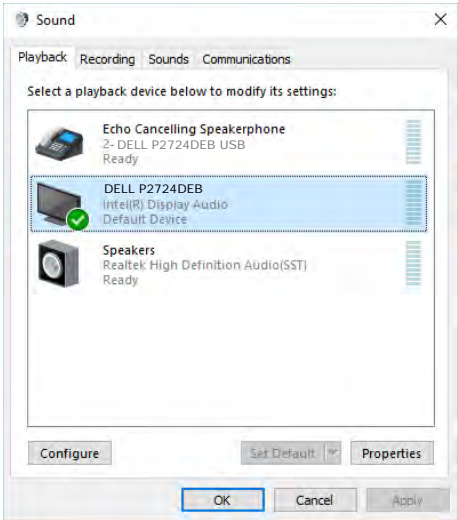 Sound
Playback Recording Sounds Communications
Select a playback device below to modify its settings:
Echo Cancelling Speakerphone
2- DELL P2724DEB USB
Ready
DELL P2724DEB
Intel(R) Display Audio
Default Device
Speakers
Realtek High Definition Audio(SST)
Ready
Configure Set Default Properties
OK Cancel Apply